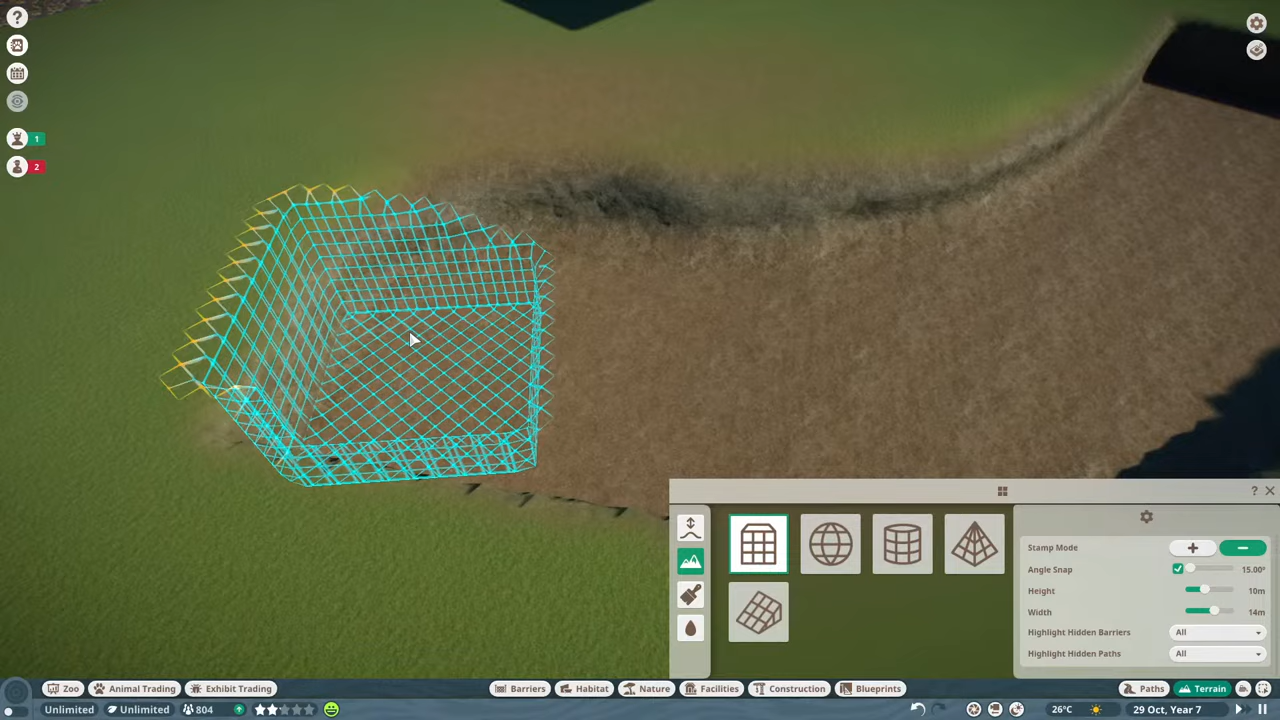 ?
1
2
?
Stamp Mode
Angle Snap 15.00°
Height 10m
Width 14m
Highlight Hidden Barriers All
Highlight Hidden Paths All
Zoo Animal Trading Exhibit Trading Barriers Habitat Nature Facilities Construction Blueprints Paths Terrain
Unlimited Unlimited 804 26°C 29 Oct, Year 7